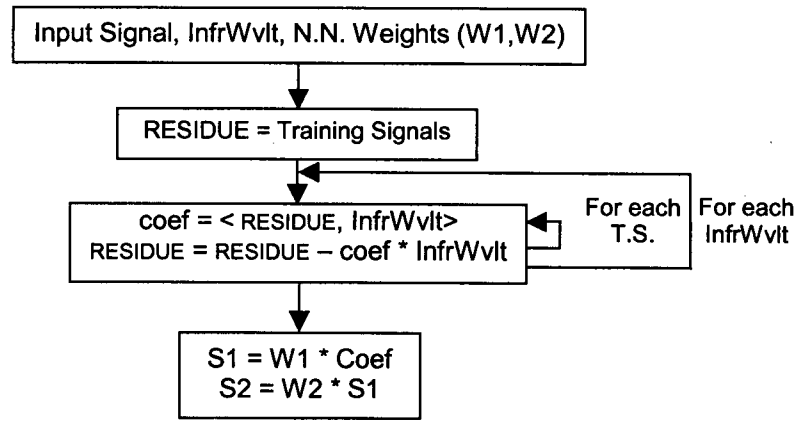 Input Signal, InfrWvlt, N.N. Weights (W1,W2)
RESIDUE = Training Signals
coef = < RESIDUE, InfrWvlt>
RESIDUE = RESIDUE – coef * InfrWvlt
For each
T.S.
For each
InfrWvlt
S1 = W1 * Coef
S2 = W2 * S1